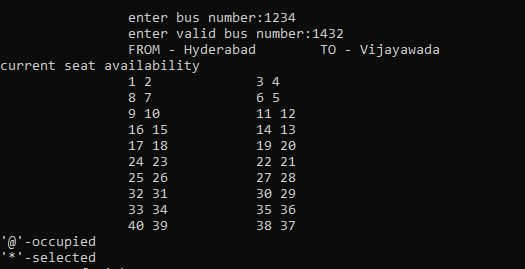 enter bus number:1234
enter valid bus number:1432
FROM - Hyderabad TO - Vijayawada
current seat availability
1 2 3 4
8 7 6 5
9 10 11 12
16 15 14 13
17 18 19 20
24 23 22 21
25 26 27 28
32 31 30 29
33 34 35 36
40 39 38 37
'@'-occupied
'*'-selected